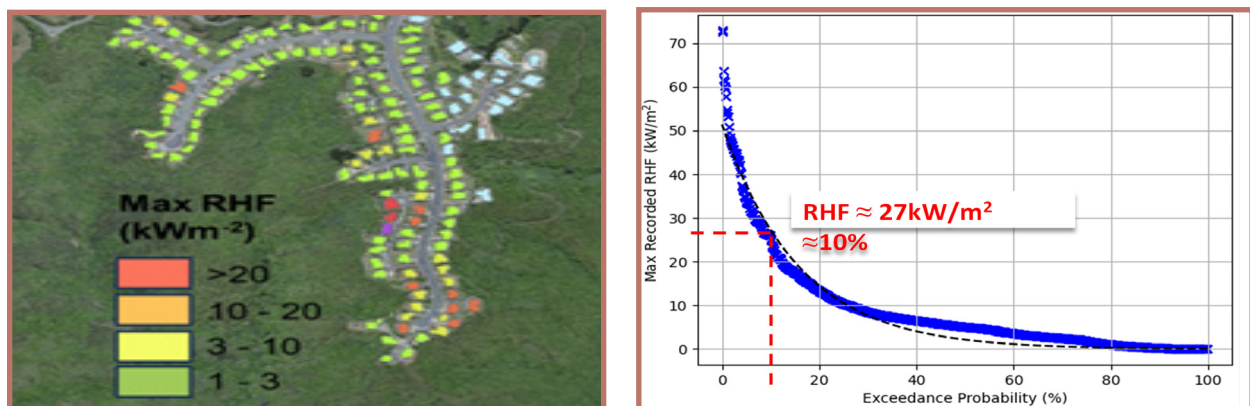 Max RHF
(kWm⁻²)
>20
10 - 20
3 - 10
1 - 3
Max Recorded RHF (kW/m²)
70
60
50
40
30
20
10
0
RHF ≈ 27kW/m²
≈10%
0 20 40 60 80 100
Exceedance Probability (%)